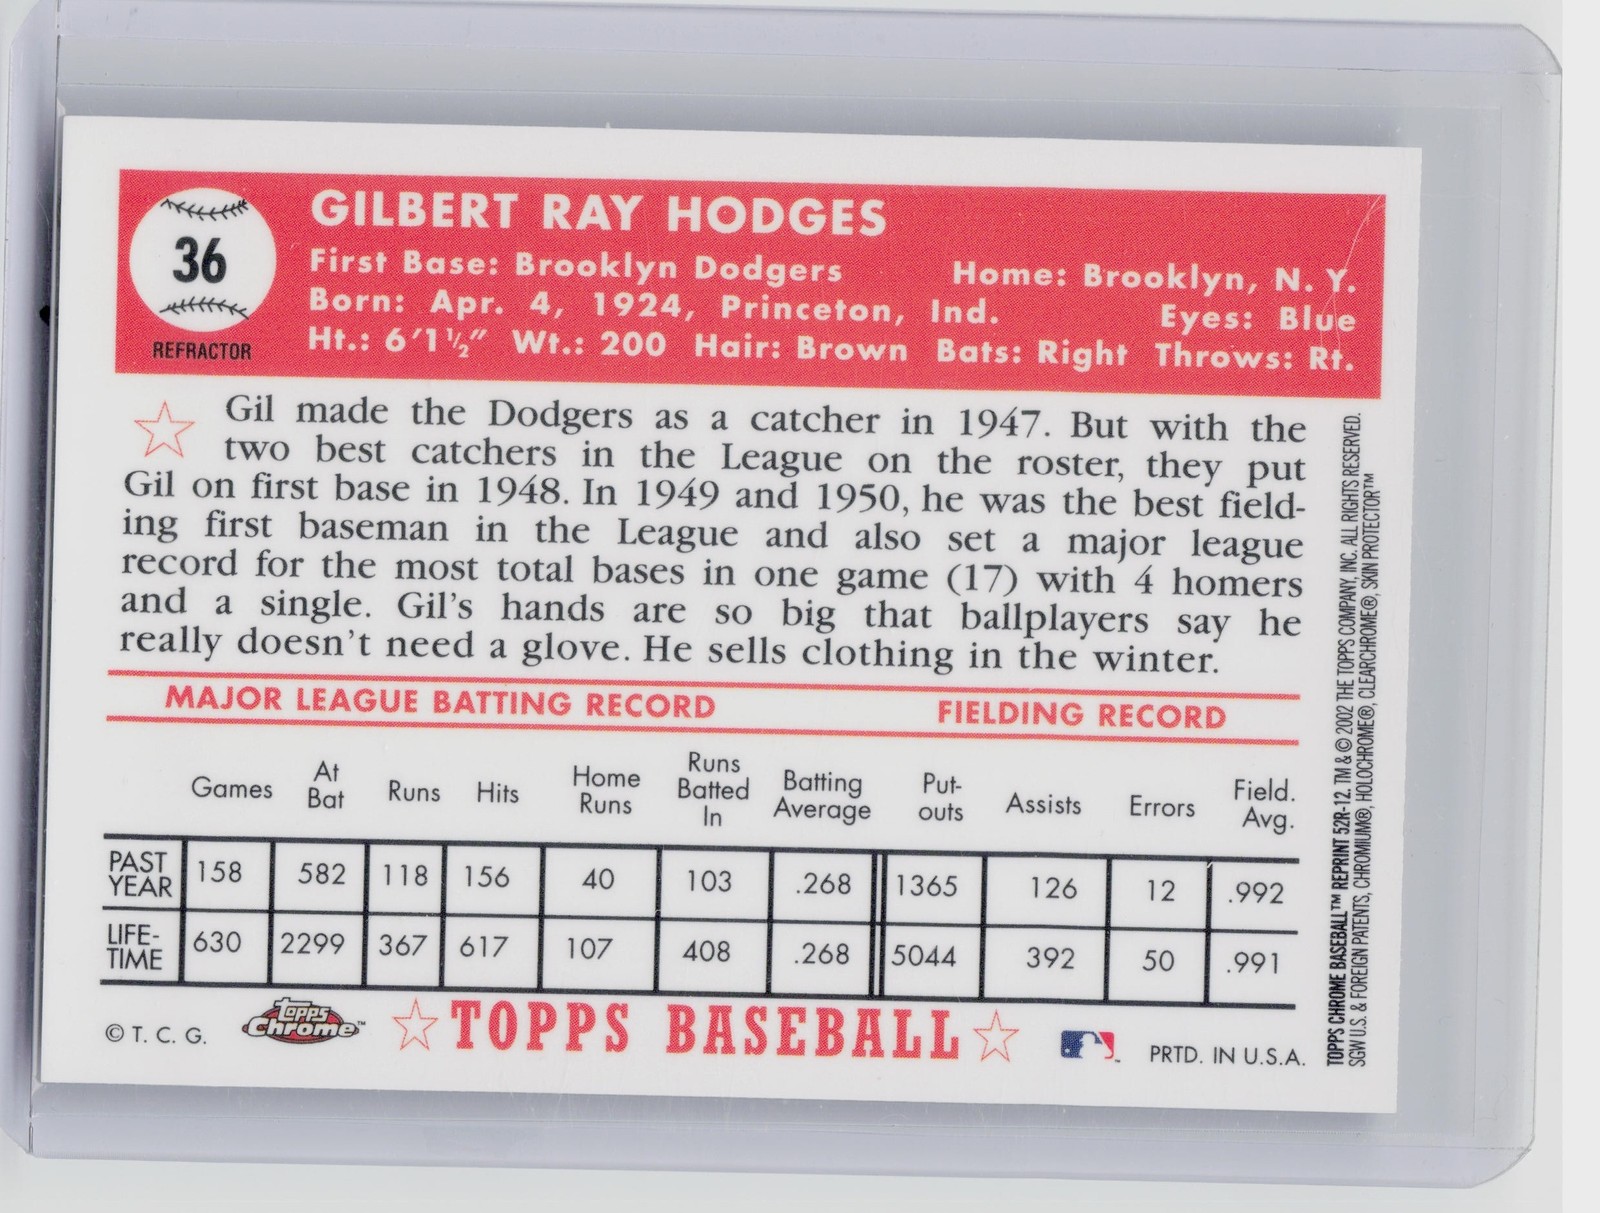 36
REFRACTOR
GILBERT RAY HODGES
First Base: Brooklyn Dodgers Home: Brooklyn, N. Y.
Born: Apr. 4, 1924, Princeton, Ind. Eyes: Blue
Ht.: 6'1½" Wt.: 200 Hair: Brown Bats: Right Throws: Rt.
Gil made the Dodgers as a catcher in 1947. But with the
two best catchers in the League on the roster, they put
Gil on first base in 1948. In 1949 and 1950, he was the best field-
ing first baseman in the League and also set a major league
record for the most total bases in one game (17) with 4 homers
and a single. Gil's hands are so big that ballplayers say he
really doesn't need a glove. He sells clothing in the winter.
MAJOR LEAGUE BATTING RECORD FIELDING RECORD
Games At Bat Runs Hits Home Runs Runs Batted In Batting Average Put-outs Assists Errors Field. Avg.
PAST YEAR 158 582 118 156 40 103 .268 1365 126 12 .992
LIFE-TIME 630 2299 367 617 107 408 .268 5044 392 50 .991
© T. C. G. Topps Chrome™ TOPPS BASEBALL PRTD. IN U.S.A.
TOPPS CHROME BASEBALL™ REPRINT 52R-12. TM & © 2002 THE TOPPS COMPANY, INC. ALL RIGHTS RESERVED.
SGW U.S. & FOREIGN PATENTS, CHROMIUM®, HOLOCHROME®, CLEARCHROME®, SKIN PROTECTOR™